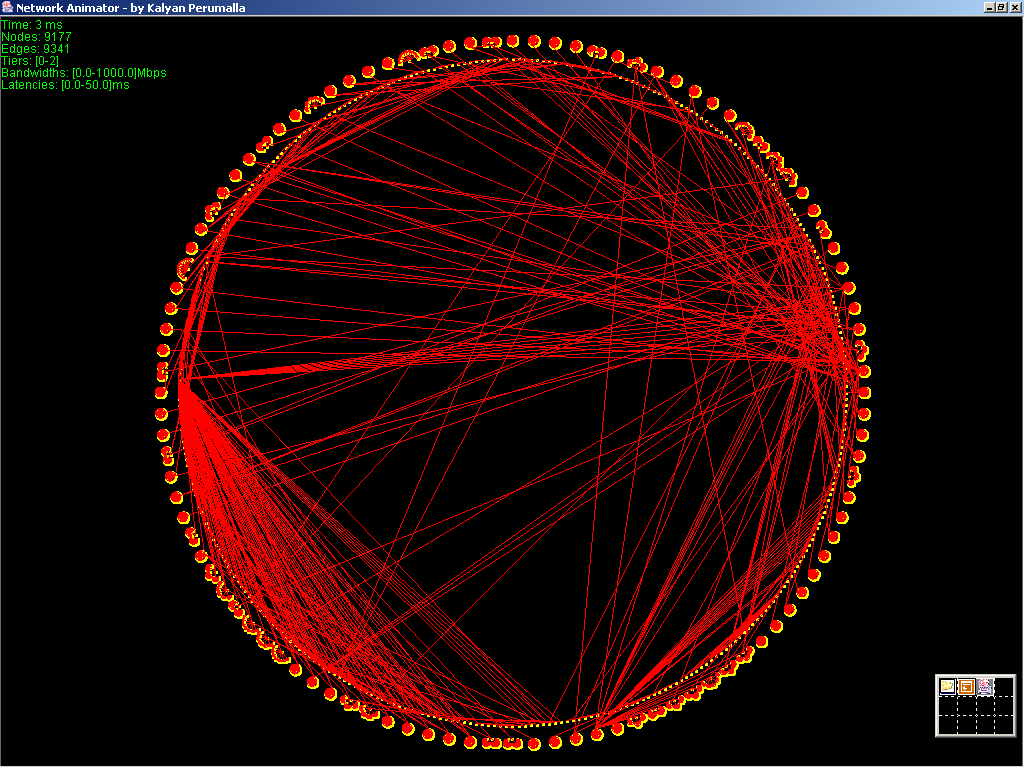 Network Animator - by Kalyan Perumalla
Time: 3 ms
Nodes: 9177
Edges: 9341
Tiers: [0-2]
Bandwidths: [0.0-1000.0]Mbps
Latencies: [0.0-50.0]ms